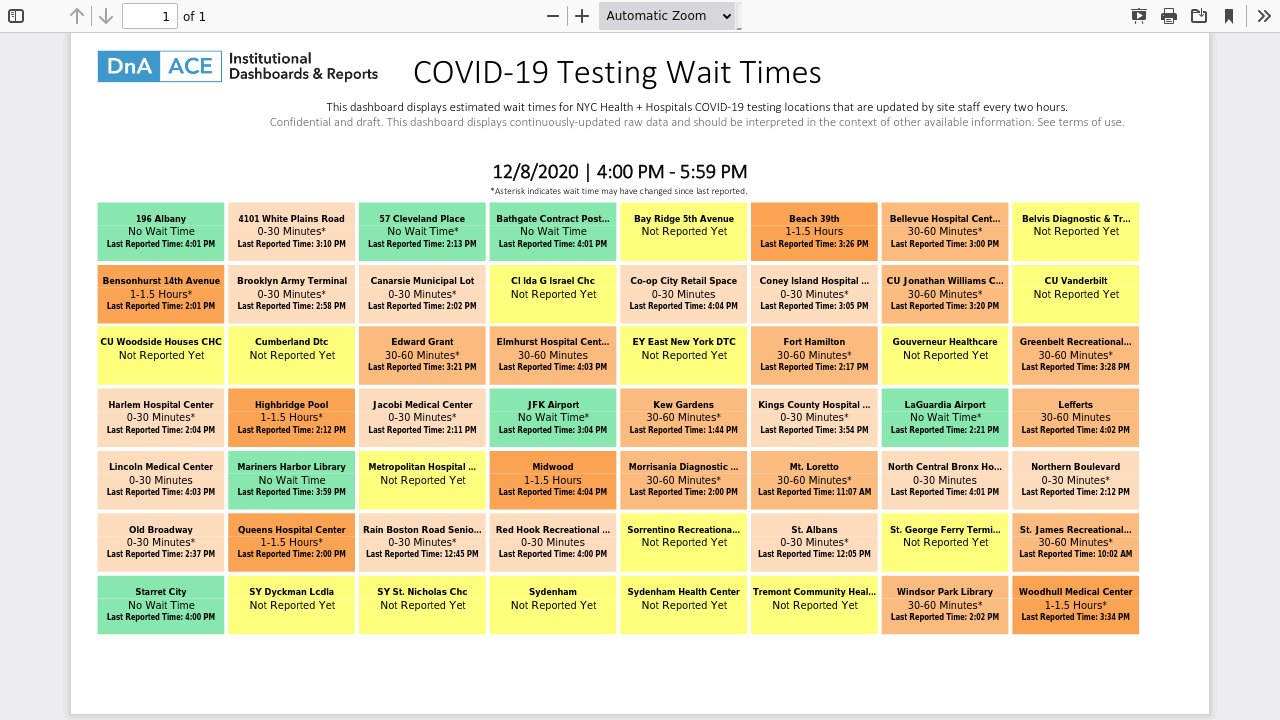 1 of 1 Automatic Zoom
DnA ACE Institutional
Dashboards & Reports
COVID-19 Testing Wait Times
This dashboard displays estimated wait times for NYC Health + Hospitals COVID-19 testing locations that are updated by site staff every two hours.
Confidential and draft. This dashboard displays continuously-updated raw data and should be interpreted in the context of other available information. See terms of use.
12/8/2020 | 4:00 PM - 5:59 PM
*Asterisk indicates wait time may have changed since last reported.
196 Albany
No Wait Time
Last Reported Time: 4:01 PM
4101 White Plains Road
0-30 Minutes*
Last Reported Time: 3:10 PM
57 Cleveland Place
No Wait Time*
Last Reported Time: 2:13 PM
Bathgate Contract Post...
No Wait Time
Last Reported Time: 4:01 PM
Bay Ridge 5th Avenue
Not Reported Yet
Beach 39th
1-1.5 Hours
Last Reported Time: 3:26 PM
Bellevue Hospital Cent...
30-60 Minutes*
Last Reported Time: 3:00 PM
Belvis Diagnostic & Tr...
Not Reported Yet
Bensonhurst 14th Avenue
1-1.5 Hours*
Last Reported Time: 2:01 PM
Brooklyn Army Terminal
0-30 Minutes*
Last Reported Time: 2:58 PM
Canarsie Municipal Lot
0-30 Minutes*
Last Reported Time: 2:02 PM
Cl Ida G Israel Chc
Not Reported Yet
Co-op City Retail Space
0-30 Minutes
Last Reported Time: 4:04 PM
Coney Island Hospital ...
0-30 Minutes*
Last Reported Time: 3:05 PM
CU Jonathan Williams C...
30-60 Minutes*
Last Reported Time: 3:20 PM
CU Vanderbilt
Not Reported Yet
CU Woodside Houses CHC
Not Reported Yet
Cumberland Dtc
Not Reported Yet
Edward Grant
30-60 Minutes*
Last Reported Time: 3:21 PM
Elmhurst Hospital Cent...
30-60 Minutes
Last Reported Time: 4:03 PM
EY East New York DTC
Not Reported Yet
Fort Hamilton
30-60 Minutes*
Last Reported Time: 2:17 PM
Gouverneur Healthcare
Not Reported Yet
Greenbelt Recreational...
30-60 Minutes*
Last Reported Time: 3:28 PM
Harlem Hospital Center
0-30 Minutes*
Last Reported Time: 2:04 PM
Highbridge Pool
1-1.5 Hours*
Last Reported Time: 2:12 PM
Jacobi Medical Center
0-30 Minutes*
Last Reported Time: 2:11 PM
JFK Airport
No Wait Time*
Last Reported Time: 3:04 PM
Kew Gardens
30-60 Minutes*
Last Reported Time: 1:44 PM
Kings County Hospital ...
0-30 Minutes*
Last Reported Time: 3:54 PM
LaGuardia Airport
No Wait Time*
Last Reported Time: 2:21 PM
Lefferts
30-60 Minutes
Last Reported Time: 4:02 PM
Lincoln Medical Center
0-30 Minutes
Last Reported Time: 4:03 PM
Mariners Harbor Library
No Wait Time
Last Reported Time: 3:59 PM
Metropolitan Hospital ...
Not Reported Yet
Midwood
1-1.5 Hours
Last Reported Time: 4:04 PM
Morrisania Diagnostic ...
30-60 Minutes*
Last Reported Time: 2:00 PM
Mt. Loretto
30-60 Minutes*
Last Reported Time: 11:07 AM
North Central Bronx Ho...
0-30 Minutes
Last Reported Time: 4:01 PM
Northern Boulevard
0-30 Minutes*
Last Reported Time: 2:12 PM
Old Broadway
0-30 Minutes*
Last Reported Time: 2:37 PM
Queens Hospital Center
1-1.5 Hours*
Last Reported Time: 2:00 PM
Rain Boston Road Senio...
0-30 Minutes*
Last Reported Time: 12:45 PM
Red Hook Recreational ...
0-30 Minutes
Last Reported Time: 4:00 PM
Sorrentino Recreationa...
Not Reported Yet
St. Albans
0-30 Minutes*
Last Reported Time: 12:05 PM
St. George Ferry Termi...
Not Reported Yet
St. James Recreational...
30-60 Minutes*
Last Reported Time: 10:02 AM
Starret City
No Wait Time
Last Reported Time: 4:00 PM
SY Dyckman Lcdla
Not Reported Yet
SY St. Nicholas Chc
Not Reported Yet
Sydenham
Not Reported Yet
Sydenham Health Center
Not Reported Yet
Tremont Community Heal...
Not Reported Yet
Windsor Park Library
30-60 Minutes*
Last Reported Time: 2:02 PM
Woodhull Medical Center
1-1.5 Hours*
Last Reported Time: 3:34 PM